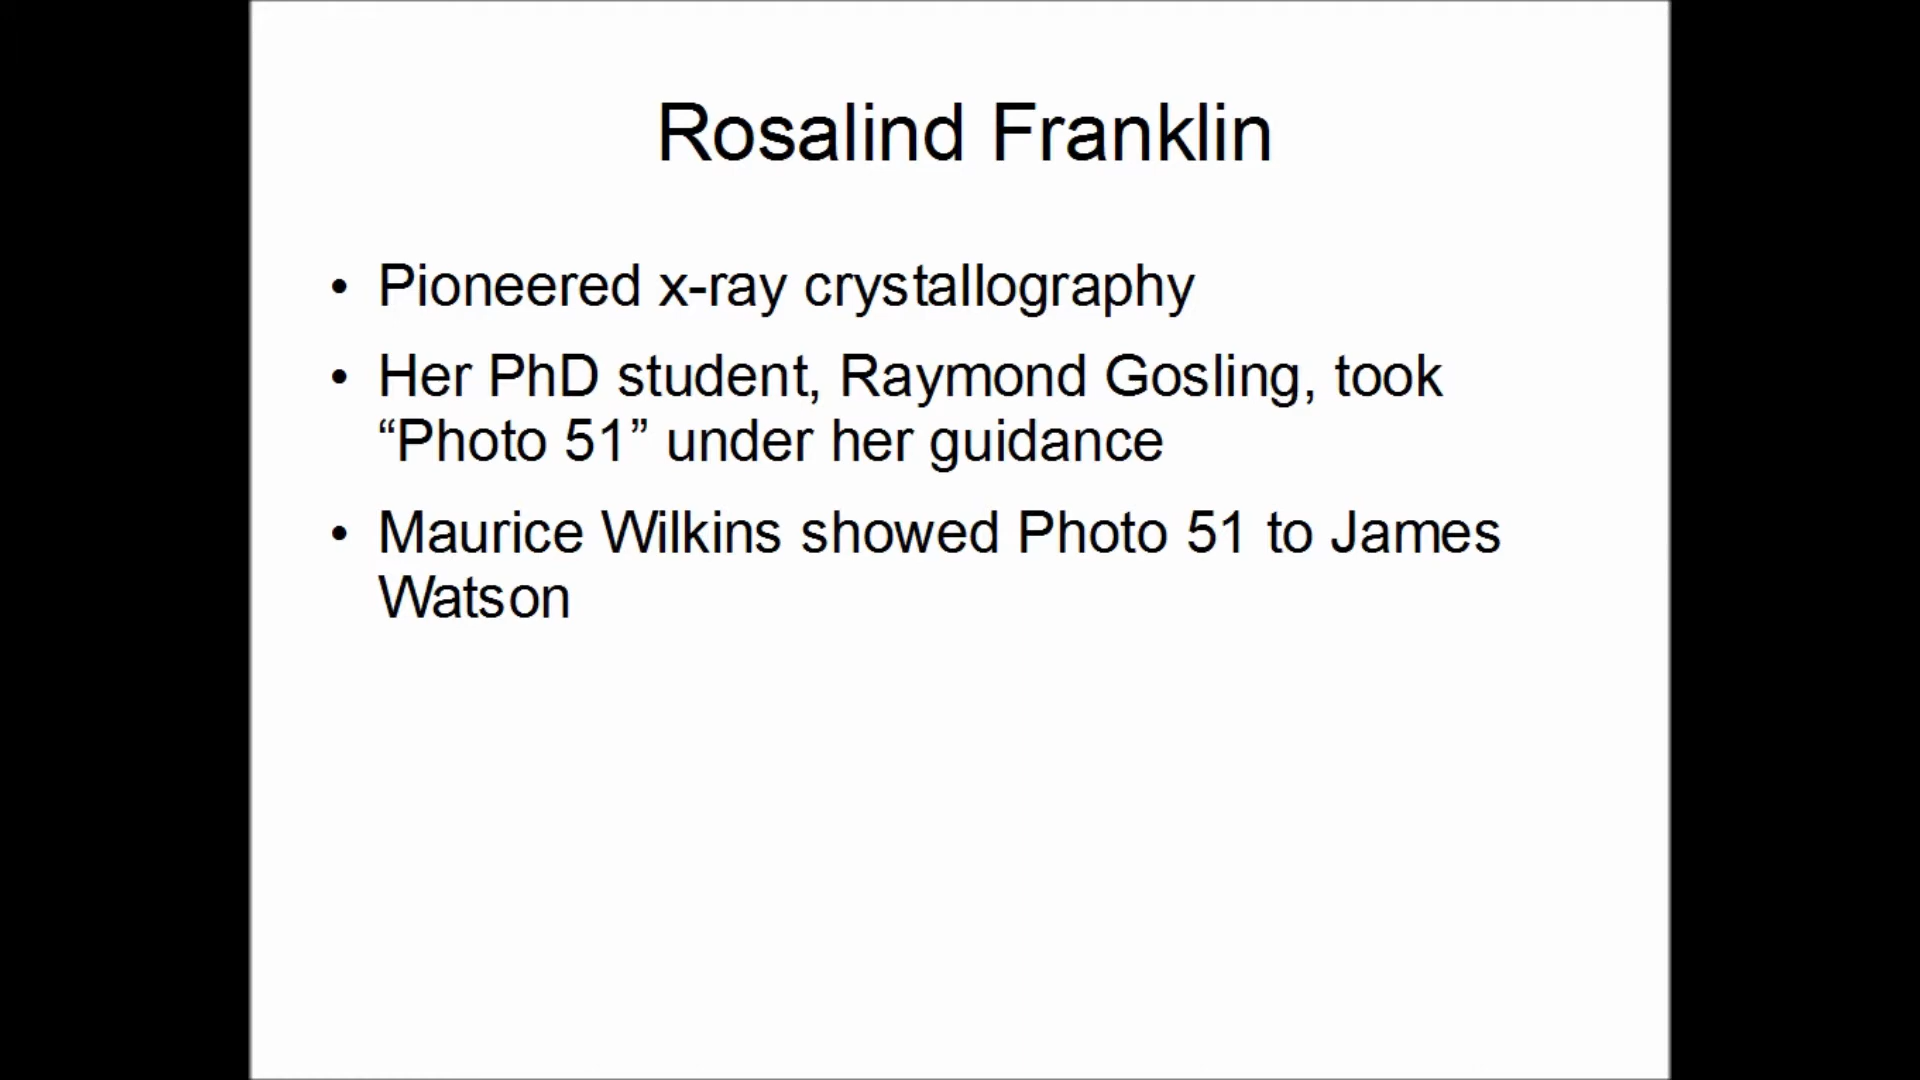 Rosalind Franklin
• Pioneered x-ray crystallography
• Her PhD student, Raymond Gosling, took
“Photo 51” under her guidance
• Maurice Wilkins showed Photo 51 to James
Watson